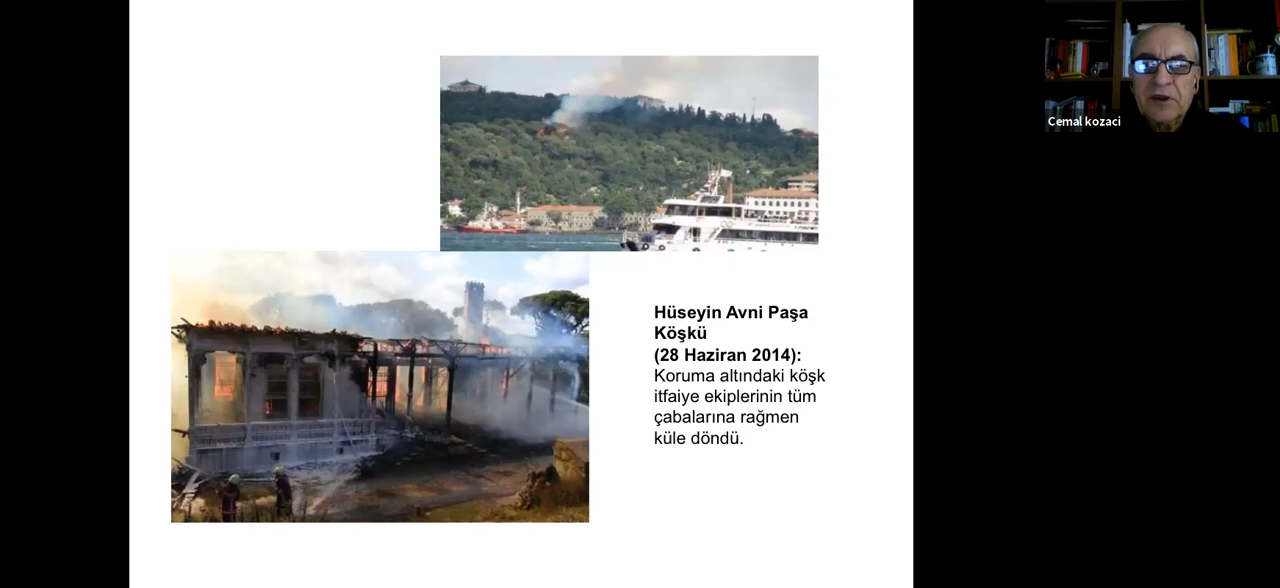 Cemal kozaci
Hüseyin Avni Paşa
Köşkü
(28 Haziran 2014):
Koruma altındaki köşk
itfaiye ekiplerinin tüm
çabalarına rağmen
küle döndü.